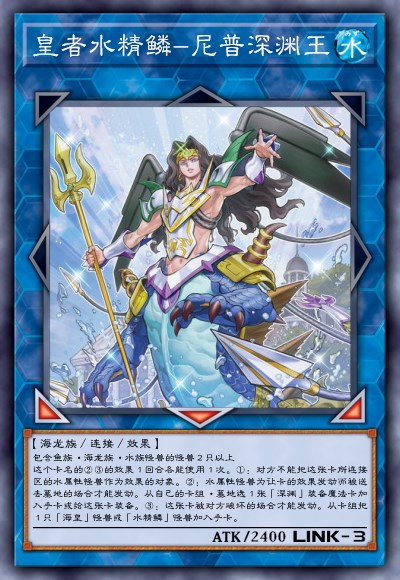 皇者水精鳞-尼普深渊王
水
【海龙族/连接/效果】
包含鱼族・海龙族・水族怪兽的怪兽2只以上
这个卡名的②③的效果1回合各能使用1次。①：对方不能把这张卡所连接
区的水属性怪兽作为效果的对象。②：水属性怪兽为让卡的效果发动而被送
去墓地的场合才能发动。从自己的卡组・墓地选1张「深渊」装备魔法卡加
入手卡或给这张卡装备。③：这张卡被对方破坏的场合才能发动。从卡组把
1只「海皇」怪兽或「水精鳞」怪兽加入手卡。
ATK/2400 LINK-3